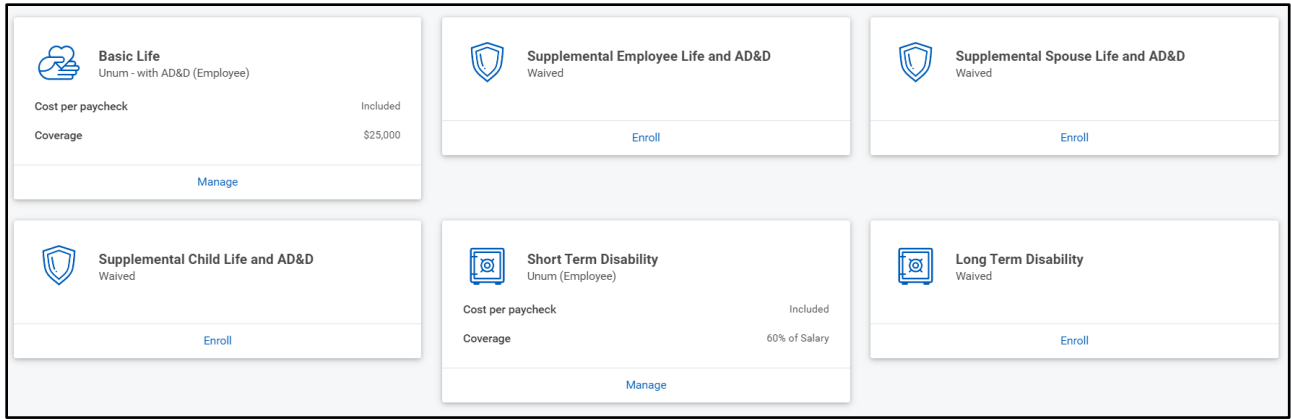 Basic Life
Unum - with AD&D (Employee)
Cost per paycheck Included
Coverage $25,000
Manage
Supplemental Employee Life and AD&D
Waived
Enroll
Supplemental Spouse Life and AD&D
Waived
Enroll
Supplemental Child Life and AD&D
Waived
Enroll
Short Term Disability
Unum (Employee)
Cost per paycheck Included
Coverage 60% of Salary
Manage
Long Term Disability
Waived
Enroll